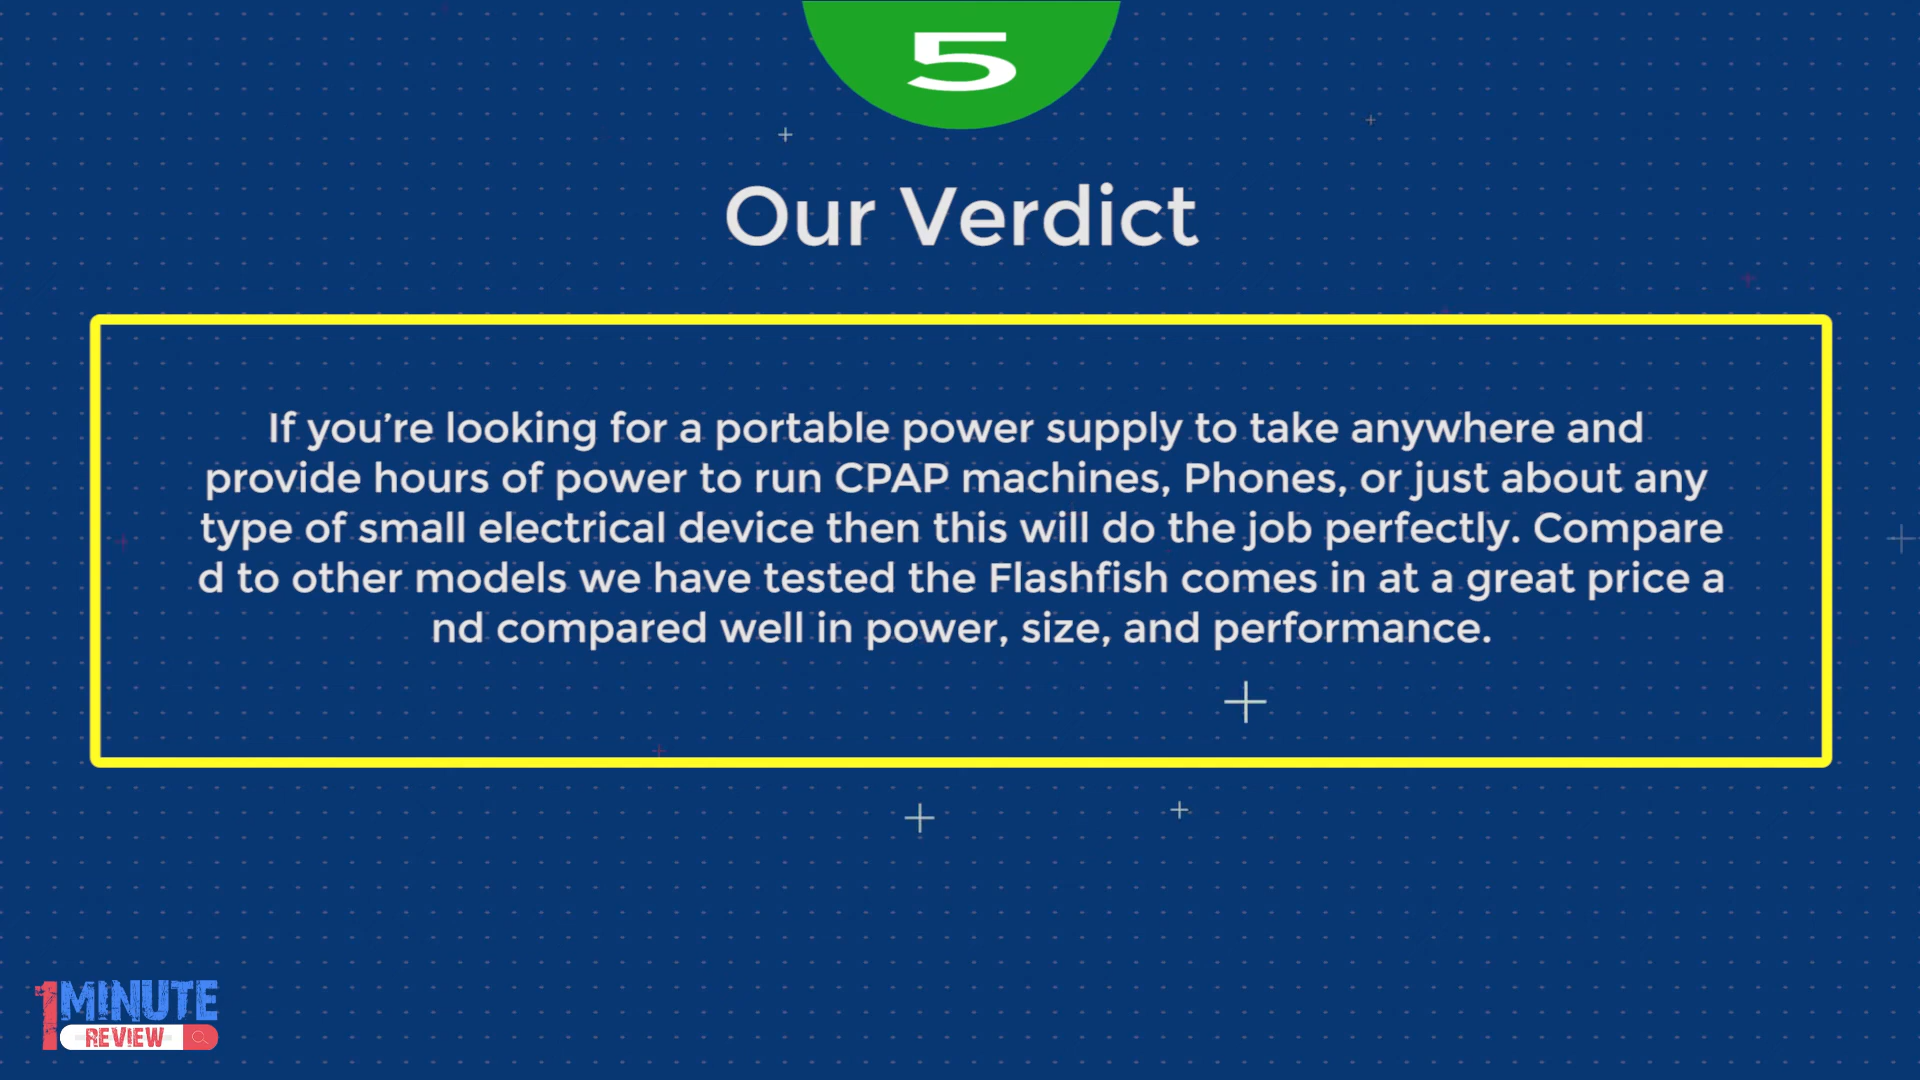 5
Our Verdict
If you’re looking for a portable power supply to take anywhere and
provide hours of power to run CPAP machines, Phones, or just about any
type of small electrical device then this will do the job perfectly. Compare
d to other models we have tested the Flashfish comes in at a great price a
nd compared well in power, size, and performance.
1 MINUTE
REVIEW